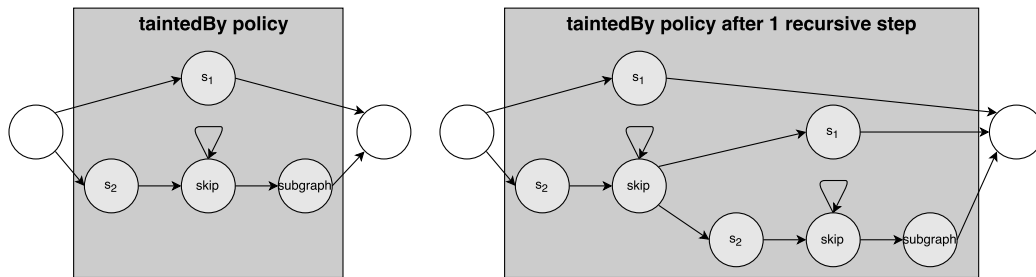 taintedBy policy
s1
s2
skip
subgraph
taintedBy policy after 1 recursive step
s1
s1
s2
skip
s2
skip
subgraph